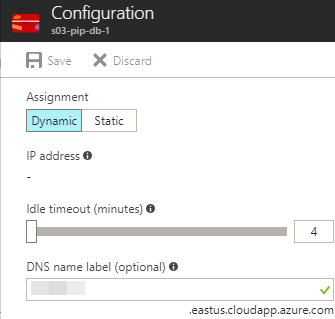 Configuration
s03-pip-db-1
Save Discard
Assignment
Dynamic Static
IP address
-
Idle timeout (minutes)
4
DNS name label (optional)
.eastus.cloudapp.azure.com